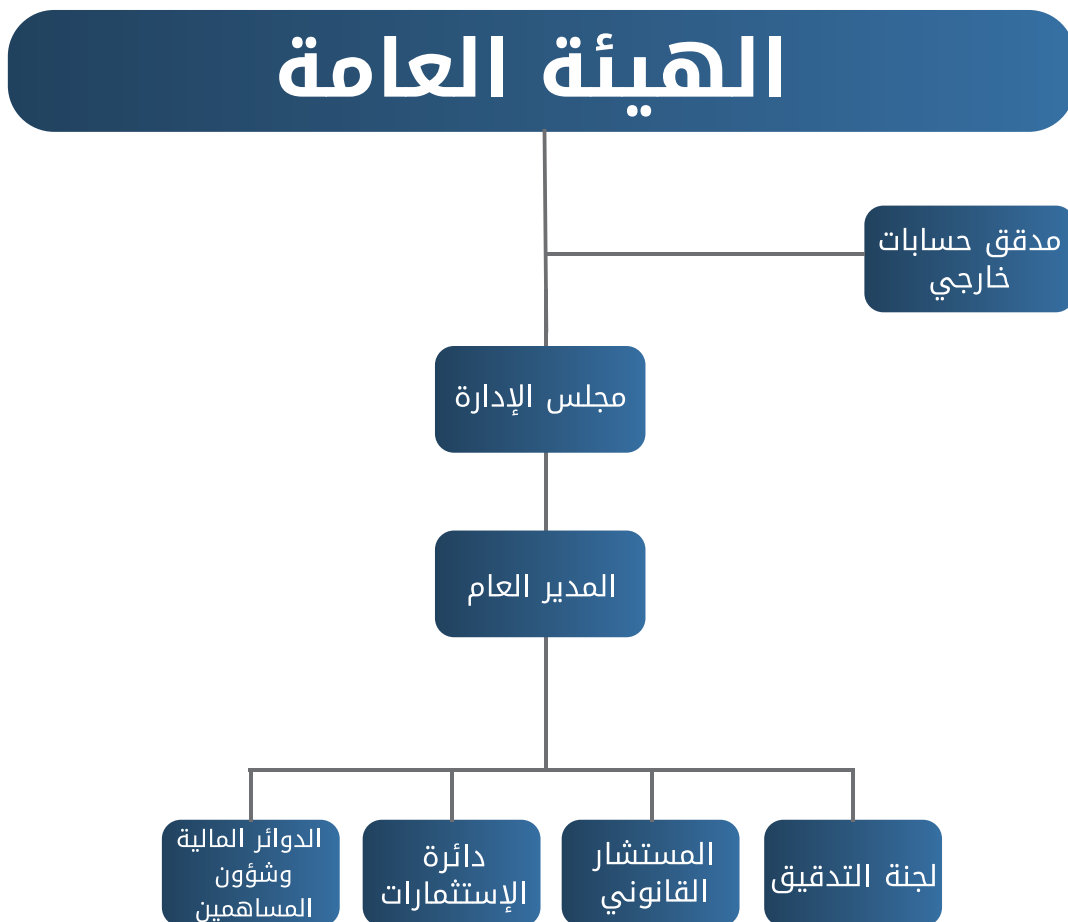 الهيئة العامة
مدقق حسابات
خارجي
مجلس الإدارة
المدير العام
لجنة التدقيق
المستشار
القانوني
دائرة
الإستثمارات
الدوائر المالية
وشؤون
المساهمين